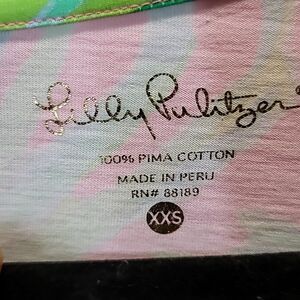 Lilly Pulitzer®
100% PIMA COTTON
MADE IN PERU
RN# 88189
XXS